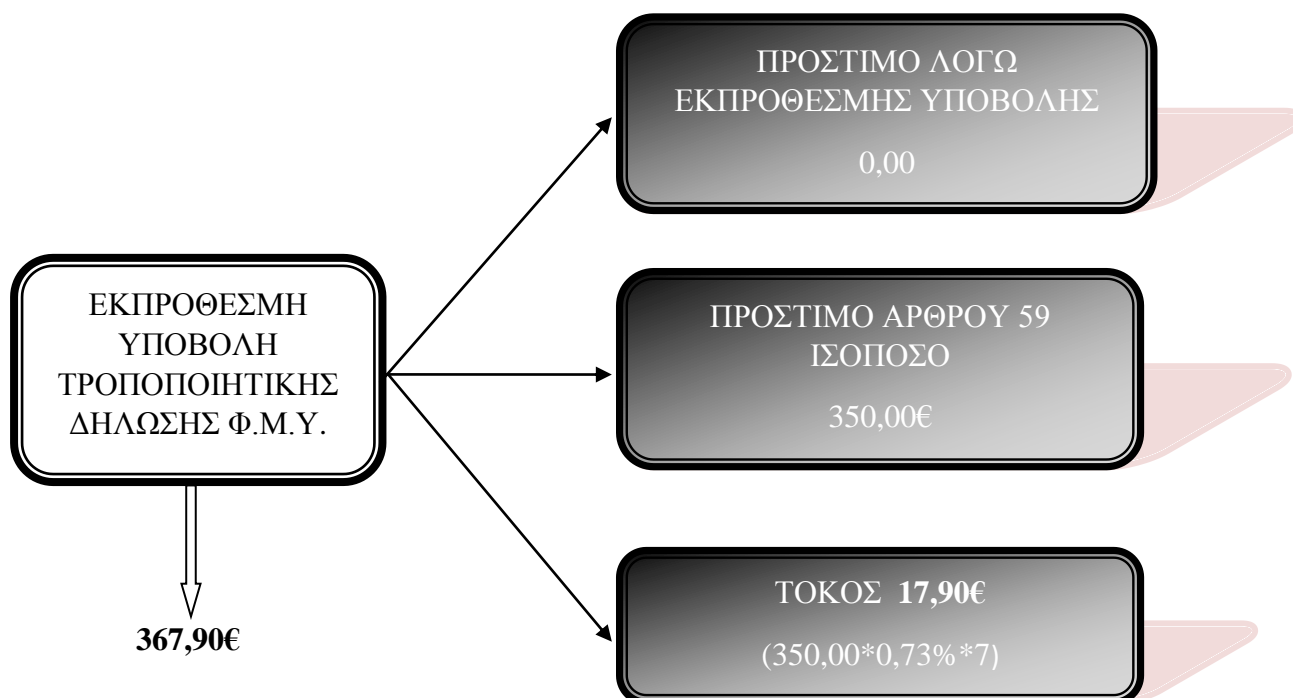 ΕΚΠΡΟΘΕΣΜΗ
ΥΠΟΒΟΛΗ
ΤΡΟΠΟΠΟΙΗΤΙΚΗΣ
ΔΗΛΩΣΗΣ Φ.Μ.Υ.
367,90€
ΠΡΟΣΤΙΜΟ ΛΟΓΩ
ΕΚΠΡΟΘΕΣΜΗΣ ΥΠΟΒΟΛΗΣ
0,00
ΠΡΟΣΤΙΜΟ ΑΡΘΡΟΥ 59
ΙΣΟΠΟΣΟ
350,00€
ΤΟΚΟΣ 17,90€
(350,00*0,73%*7)